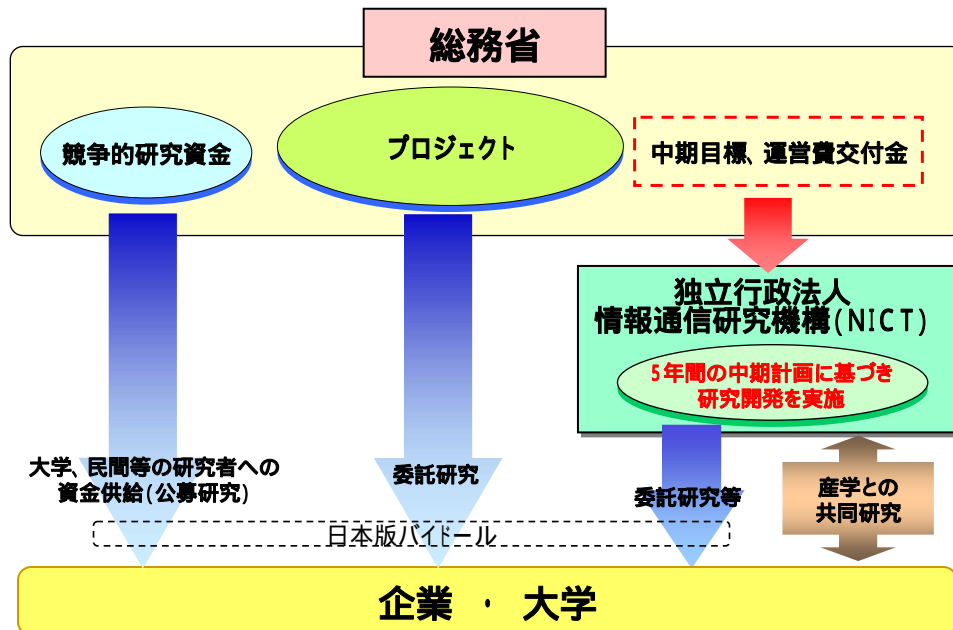 総務省
競争的研究資金
プロジェクト
中期目標、運営費交付金
独立行政法人
情報通信研究機構(NICT)
5年間の中期計画に基づき
研究開発を実施
大学、民間等の研究者への
資金供給(公募研究)
委託研究
委託研究等
産学との
共同研究
日本版バイドール
企業 ・ 大学